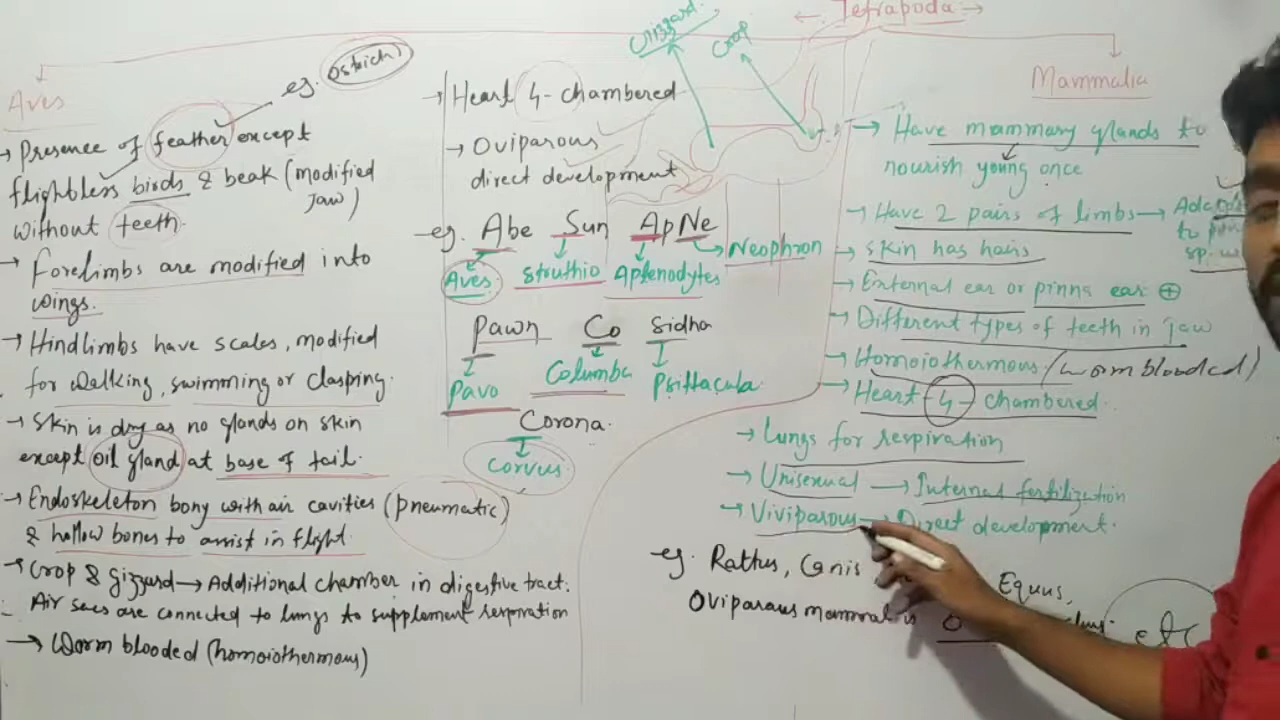 ← Tetrapoda →
Aves
eg. Ostrich
→ Presence of feather except
flightless birds & beak (modified
jaw)
without teeth.
→ Forelimbs are modified into
wings.
→ Hindlimbs have scales, modified
for walking, swimming or clasping.
→ Skin is dry as no glands on skin
except oil gland at base of tail.
→ Endoskeleton bony with air cavities (pneumatic)
& hollow bones to assist in flight.
→ Crop & gizzard → Additional chamber in digestive tract.
Air sacs are connected to lungs to supplement respiration
→ Worm blooded (homoiothermous)
Gizzard
Crop
→ Heart 4-chambered
→ Oviparous
direct development
→ eg. Abe Sun ApNe
→ Neophron
Aves Struthio Aptenodytes
Pawn Co Sidha
Pavo Columba Psittacula
Corona
Corvus
Mammalia
→ Have mammary glands to
nourish young once
→ Have 2 pairs of limbs →
→ Skin has hairs
→ External ear or pinna ear ⊕
→ Different types of teeth in jaw
→ Homoiothermous (worm blooded)
→ Heart 4-chambered
→ Lungs for respiration
→ Unisexual → Internal fertilization
→ Viviparous → Direct development.
eg. Rattus, Canis Equus,
Oviparous mammal is etc